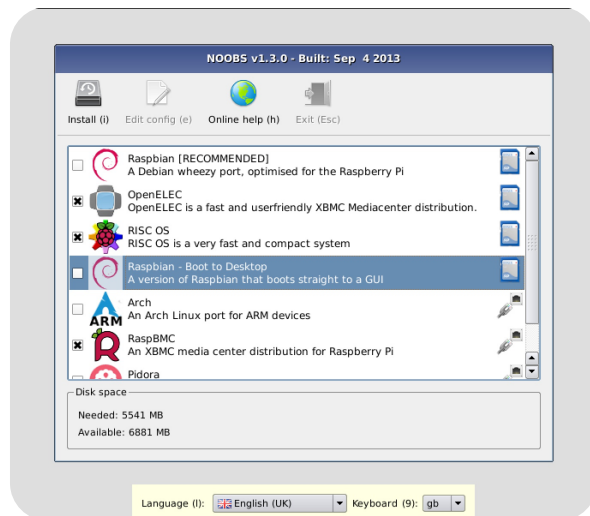 NOOBS v1.3.0 - Built: Sep 4 2013
Install (i) Edit config (e) Online help (h) Exit (Esc)
Raspbian [RECOMMENDED]
A Debian wheezy port, optimised for the Raspberry Pi
OpenELEC
OpenELEC is a fast and userfriendly XBMC Mediacenter distribution.
RISC OS
RISC OS is a very fast and compact system
Raspbian - Boot to Desktop
A version of Raspbian that boots straight to a GUI
Arch
An Arch Linux port for ARM devices
ARM
RaspBMC
An XBMC media center distribution for Raspberry Pi
Pidora
Disk space
Needed: 5541 MB
Available: 6881 MB
Language (l): English (UK) Keyboard (9): gb